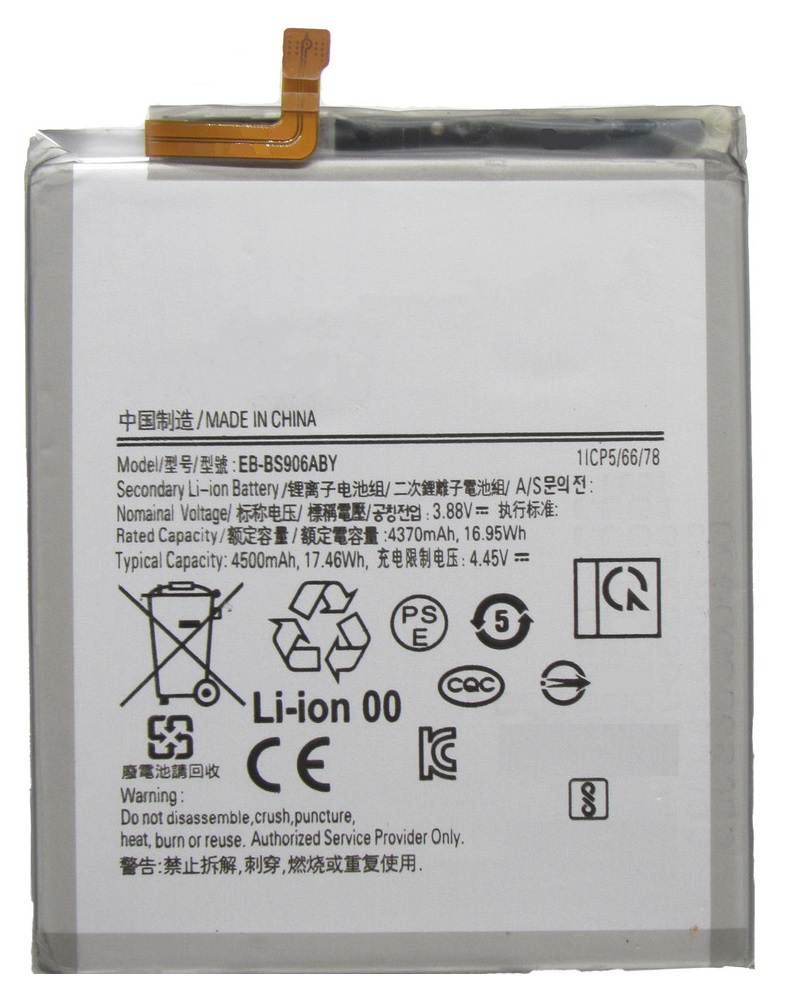 中国制造/MADE IN CHINA
Model/型号/型號:EB-BS906ABY 1ICP5/66/78
Secondary Li-ion Battery/锂离子电池组/二次鋰離子電池組/ A/S문의전:
Nomainal Voltage/标称电压/標稱電壓/공칭전압:3.88V⎓ 执行标准:
Rated Capacity/额定容量/額定電容量:4370mAh, 16.95Wh
Typical Capacity: 4500mAh, 17.46Wh, 充电限制电压: 4.45V⎓
PS
E
5
CQC
Li-ion 00
廢電池請回收
CE
Warning:
Do not disassemble,crush,puncture,
heat, burn or reuse. Authorized Service Provider Only.
警告:禁止拆解,刺穿,燃烧或重复使用.